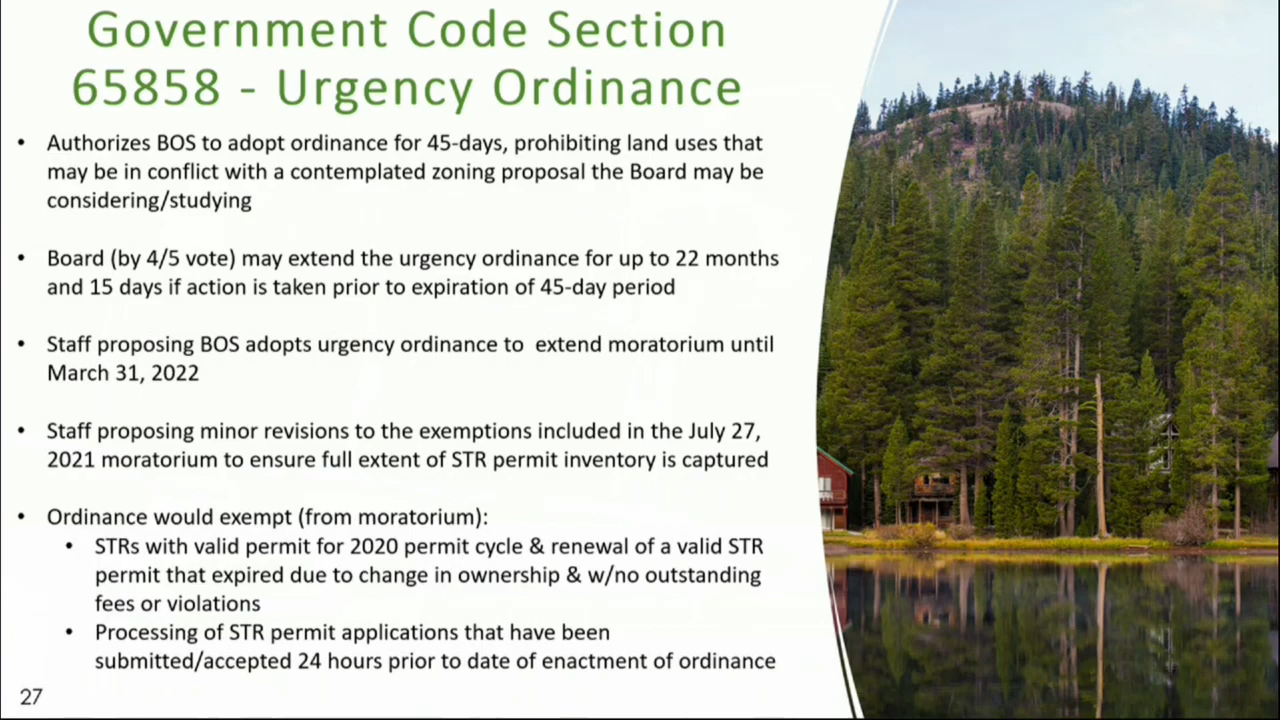 Government Code Section
65858 - Urgency Ordinance
• Authorizes BOS to adopt ordinance for 45-days, prohibiting land uses that
may be in conflict with a contemplated zoning proposal the Board may be
considering/studying
• Board (by 4/5 vote) may extend the urgency ordinance for up to 22 months
and 15 days if action is taken prior to expiration of 45-day period
• Staff proposing BOS adopts urgency ordinance to extend moratorium until
March 31, 2022
• Staff proposing minor revisions to the exemptions included in the July 27,
2021 moratorium to ensure full extent of STR permit inventory is captured
• Ordinance would exempt (from moratorium):
• STRs with valid permit for 2020 permit cycle & renewal of a valid STR
permit that expired due to change in ownership & w/no outstanding
fees or violations
• Processing of STR permit applications that have been
submitted/accepted 24 hours prior to date of enactment of ordinance
27